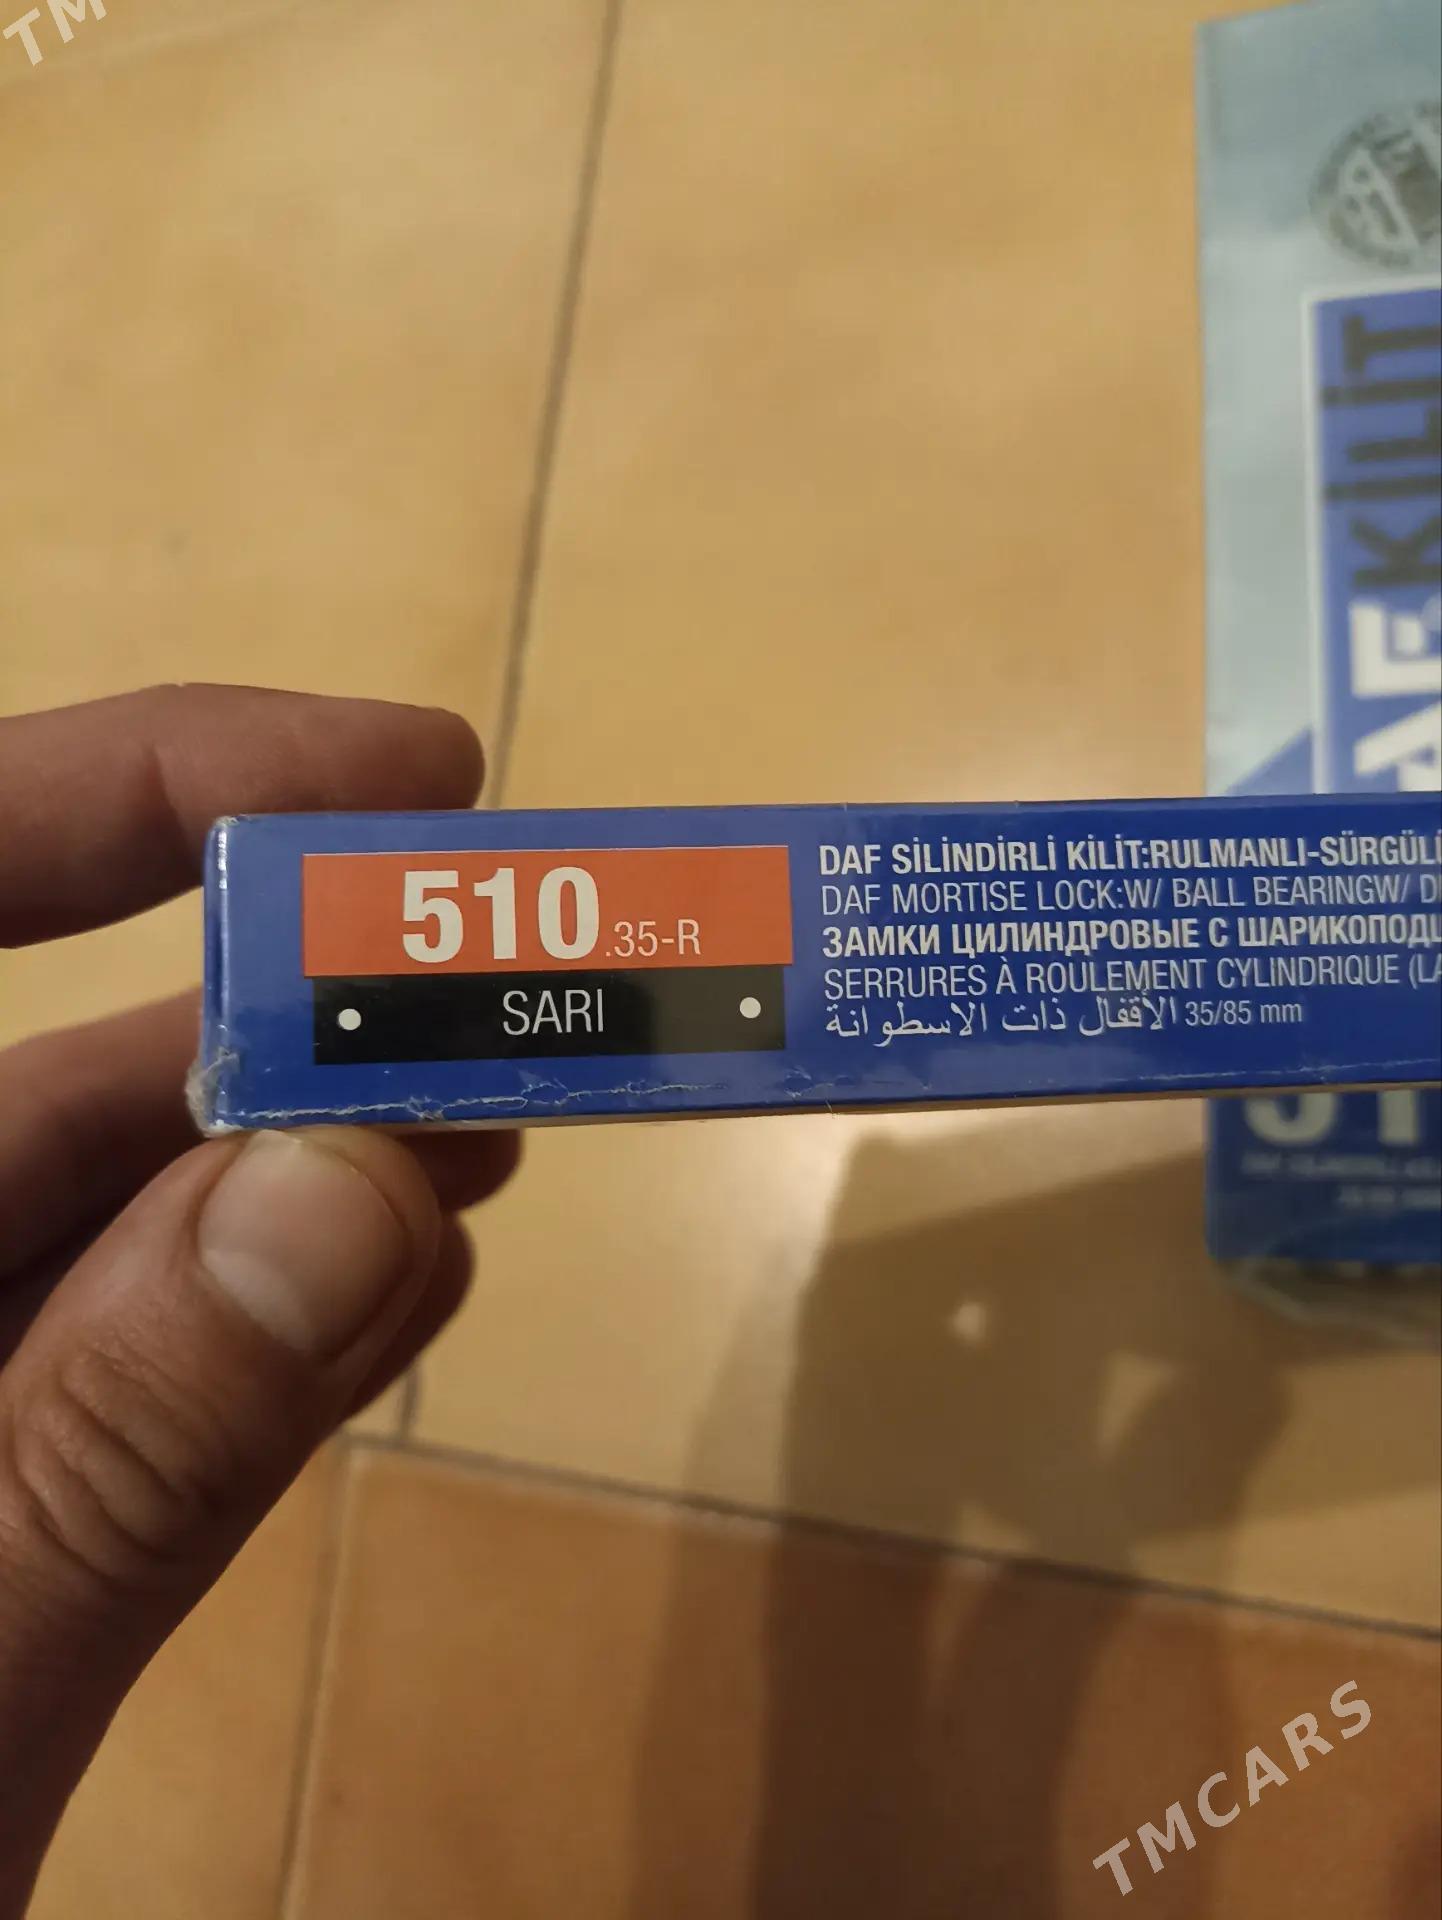 TM
KİLİT
510.35-R
SARI
DAF SİLİNDİRLİ KİLİT:RULMANLI-SÜRGÜLİ
DAF MORTISE LOCK:W/ BALL BEARINGW/
ЗАМКИ ЦИЛИНДРОВЫЕ С
SERRURES À ROULEMENT CYLINDRIQUE
الأقفال ذات الاسطوانة 35/85 mm
TMCARS